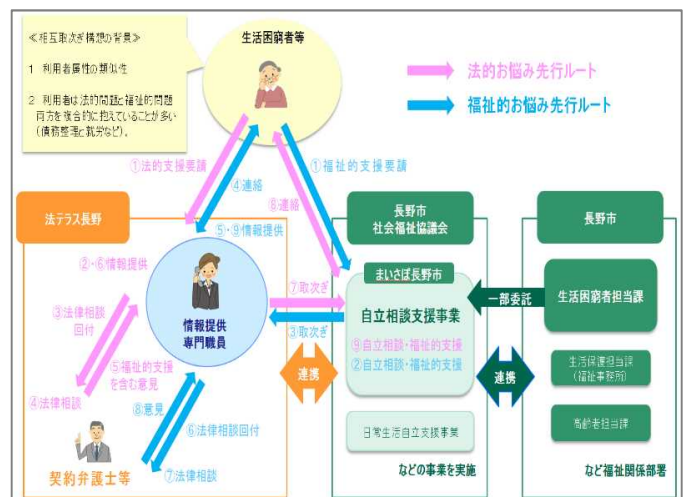 ≪相互取次ぎ構想の背景≫
1 利用者属性の類似性
2 利用者は法的問題と福祉的問題
両方を複合的に抱えていることが多い
(債務整理と就労など)。
生活困窮者等
法的お悩み先行ルート
福祉的お悩み先行ルート
①法的支援要請
④連絡
①福祉的支援要請
⑧連絡
⑤・⑨情報提供
法テラス長野
②・⑥情報提供
③法律相談
回付
⑤福祉的支援
を含む意見
④法律相談
情報提供
専門職員
⑦取次ぎ
③取次ぎ
⑧意見
⑥法律相談回付
⑦法律相談
契約弁護士等
連携
長野市
社会福祉協議会
まいさぽ長野市
自立相談支援事業
⑨自立相談・福祉的支援
②自立相談・福祉的支援
日常生活自立支援事業
などの事業を実施
一部委託
連携
長野市
生活困窮者担当課
生活保護担当課
(福祉事務所)
高齢者担当課
など福祉関係部署